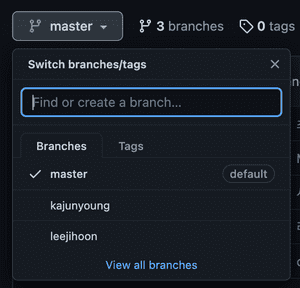 master 3 branches 0 tags
Switch branches/tags
Find or create a branch...
Branches Tags
master default
kajunyoung
leejihoon
View all branches